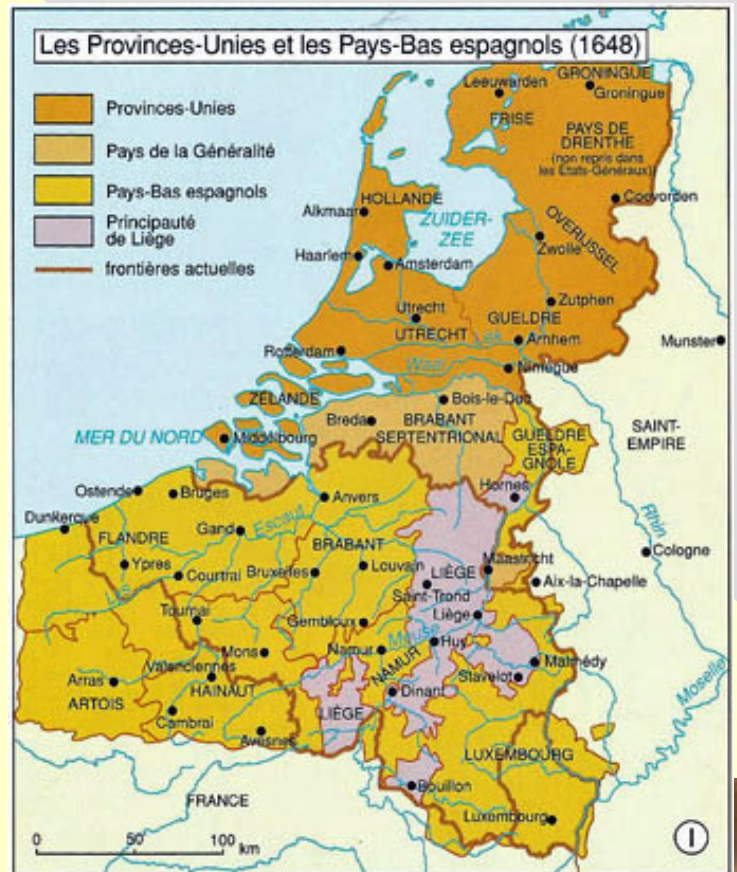 Les Provinces-Unies et les Pays-Bas espagnols (1648)
Provinces-Unies
Pays de la Généralité
Pays-Bas espagnols
Principauté
de Liège
frontières actuelles
GRONINGUE
Leeuwarden
Groningue
FRISE
PAYS DE
DRENTHE
(non repris dans
les États-Généraux)
Coevorden
HOLLANDE
Alkmaar
ZUIDER-
ZEE
OVERIJSSEL
Zwolle
Haarlem
Amsterdam
Zutphen
Utrecht
GUELDRE
UTRECHT
Lek
Arnhem
Munster
Rotterdam
Waal
Nimègue
ZÉLANDE
Bois-le-Duc
Breda
BRABANT
SEPTENTRIONAL
GUELDRE
ESPA-
GNOLE
SAINT-
EMPIRE
MER DU NORD
Middelbourg
Hornes
Ostende
Bruges
Anvers
Dunkerque
Gand
Escaut
Rhin
FLANDRE
BRABANT
Cologne
Ypres
Courtrai
Bruxelles
Louvain
LIÈGE
Maastricht
Aix-la-Chapelle
Lys
Saint-Trond
Tournai
Gembloux
Liège
Meuse
Huy
Mons
Namur
NAMUR
Malmédy
Valenciennes
Stavelot
Arras
HAINAUT
Dinant
Moselle
ARTOIS
LIÈGE
Cambrai
Avesnes
LUXEMBOURG
Bouillon
FRANCE
Luxembourg
0 50 100
km
I